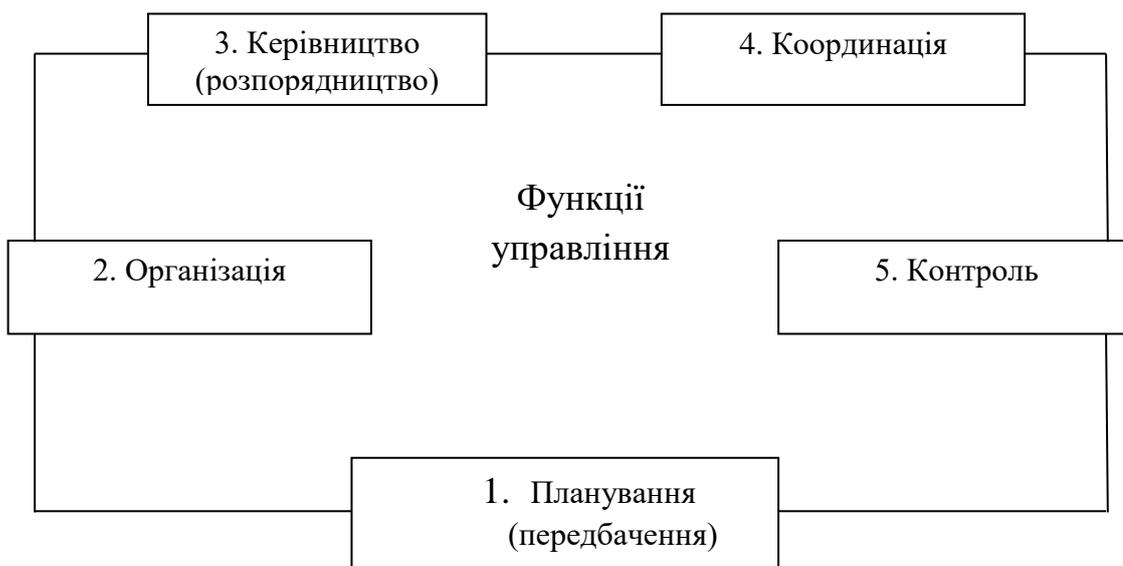 3. Керівництво
(розпорядництво)
4. Координація
Функції
управління
2. Організація
5. Контроль
1. Планування
(передбачення)